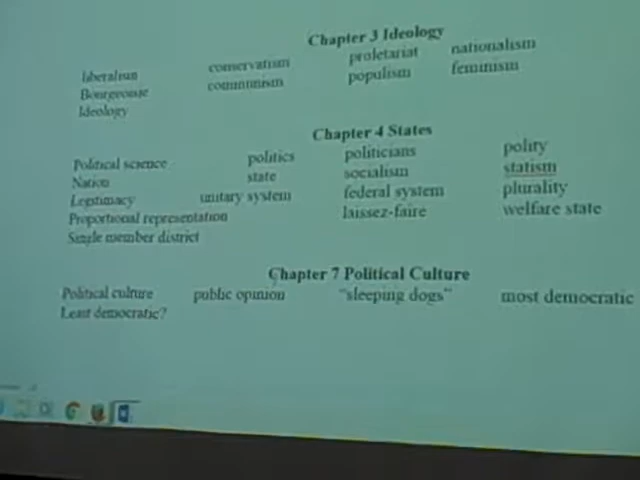 Chapter 3 Ideology
liberalism conservatism proletariat nationalism
Bourgeoisie communism populism feminism
Ideology
Chapter 4 States
Political science politics politicians polity
Nation state socialism statism
Legitimacy unitary system federal system plurality
Proportional representation laissez-faire welfare state
Single member district
Chapter 7 Political Culture
Political culture public opinion "sleeping dogs" most democratic
Least democratic?